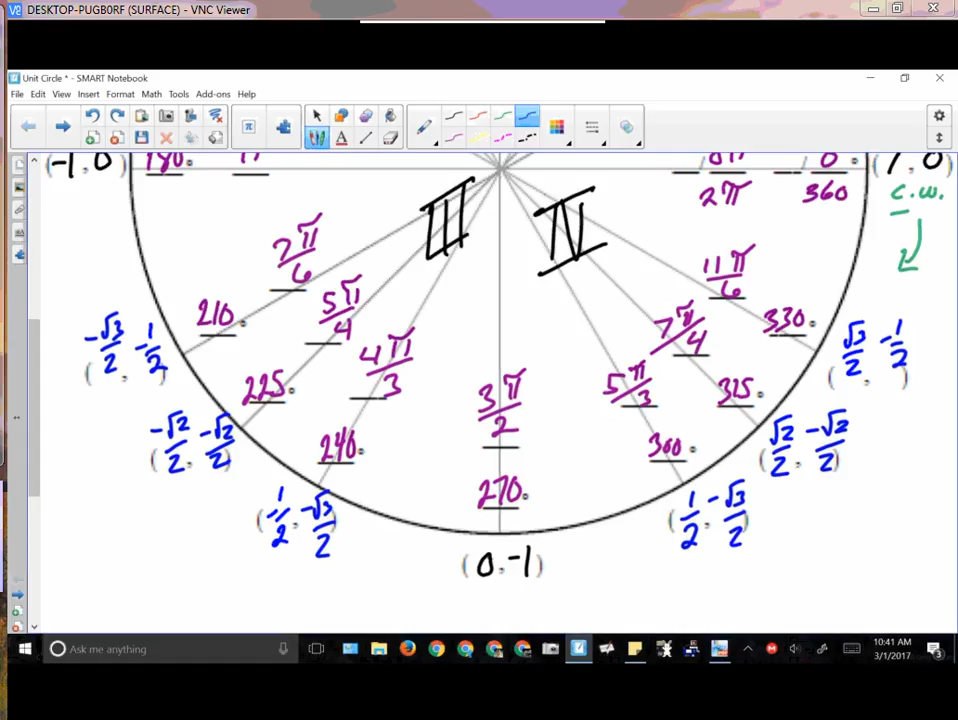 DESKTOP-PUGB0RF (SURFACE) - VNC Viewer
Unit Circle * - SMART Notebook
File Edit View Insert Format Math Tools Add-ons Help
(-1, 0) 180° π 0π 0° (1, 0)
2π 360
C.W.
III IV
7π/6 11π/6
210° 5π/4 7π/4 330°
(-√3/2, -1/2) 4π/3 5π/3 (√3/2, -1/2)
225° 3π/2 315°
(-√2/2, -√2/2) 240° 300° (√2/2, -√2/2)
270°
(-1/2, -√3/2) (1/2, -√3/2)
(0, -1)
Ask me anything
10:41 AM
3/1/2017
3